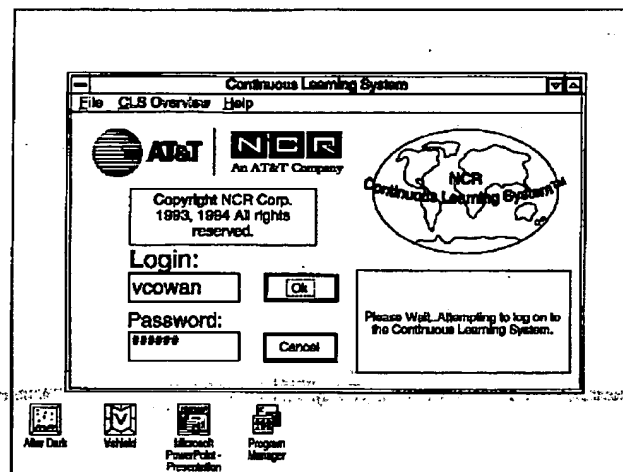 Continuous Learning System
File CLS Overview Help
AT&T
NCR
An AT&T Company
Copyright NCR Corp.
1993, 1994 All rights
reserved.
NCR
Continuous Learning System™
Login:
vcowan
Ok
Please Wait. Attempting to log on to
the Continuous Learning System.
Password:
######
Cancel
After Dark
Vshield
Microsoft
PowerPoint -
Presentation
Program
Manager